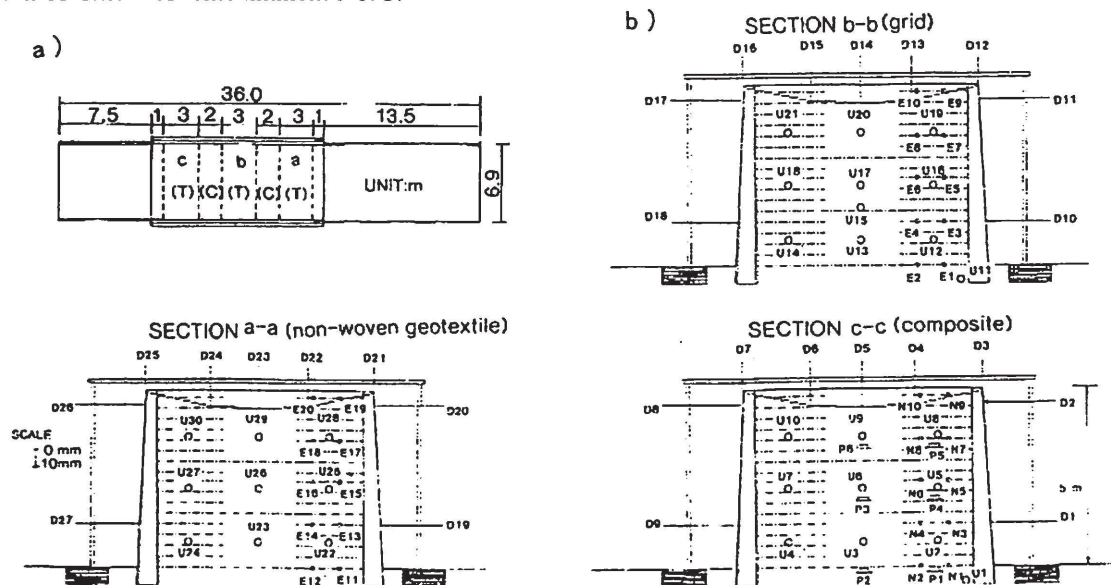 a)
36.0
7.5 1 3 2 3 2 3 1 13.5
c b a
(T) (C) (T) (C) (T) UNIT:m
6.9
b)
SECTION b-b (grid)
D16 D15 D14 D13 D12
D17 E10 E9 D11
U21 U20 U19
E8 E7
U18 U17 U16
E6 E5
D18 U15 D10
E4 E3
U14 U13 U12
E2 E1 U11
SECTION a-a (non-woven geotextile)
D25 D24 D23 D22 D21
D26 E20 E19 D20
U30 U29 U28
SCALE
0 mm
10mm
E18 E17
U27 U26 U25
E16 E15
D27 U23 D19
E14 E13
U24 U22
E12 E11
SECTION c-c (composite)
D7 D6 D5 D4 D3
D8 N10 N9 D2
U10 U9 U8
P6 N8 P5 N7
U7 U6 U5
P3 N6 P4 N5
5 m
D9 D1
N4 N3
U4 U3
P2 N2 P1 N1 U1